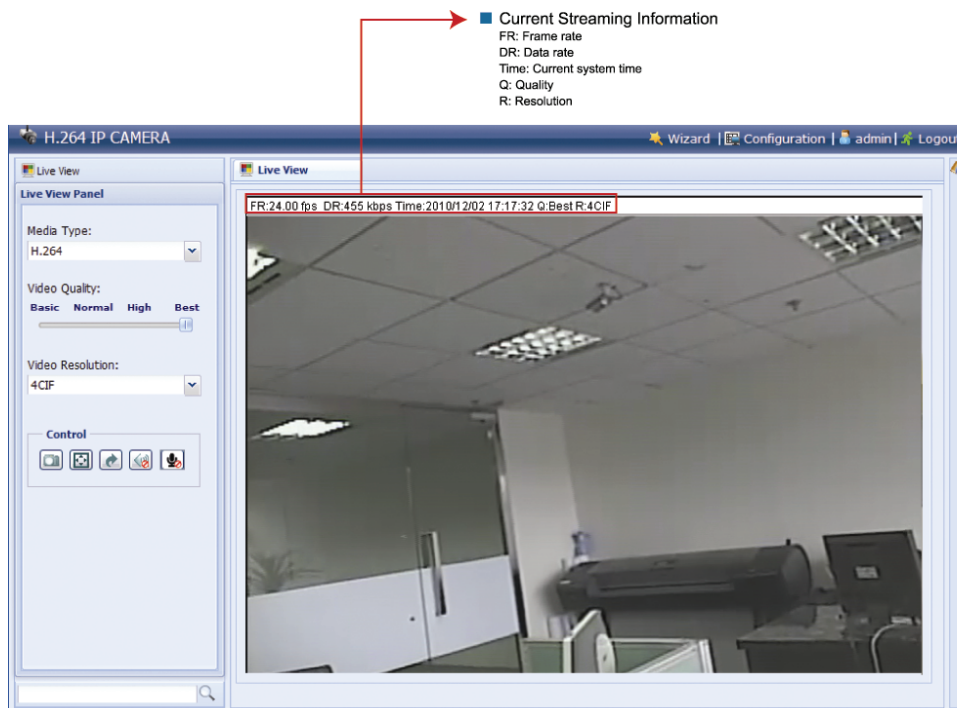 Current Streaming Information
FR: Frame rate
DR: Data rate
Time: Current system time
Q: Quality
R: Resolution
H.264 IP CAMERA
Wizard | Configuration | admin | Logout
Live View
Live View Panel
Media Type:
H.264
Video Quality:
Basic Normal High Best
Video Resolution:
4CIF
Control
Live View
FR:24.00 fps DR:455 kbps Time:2010/12/02 17:17:32 Q:Best R:4CIF